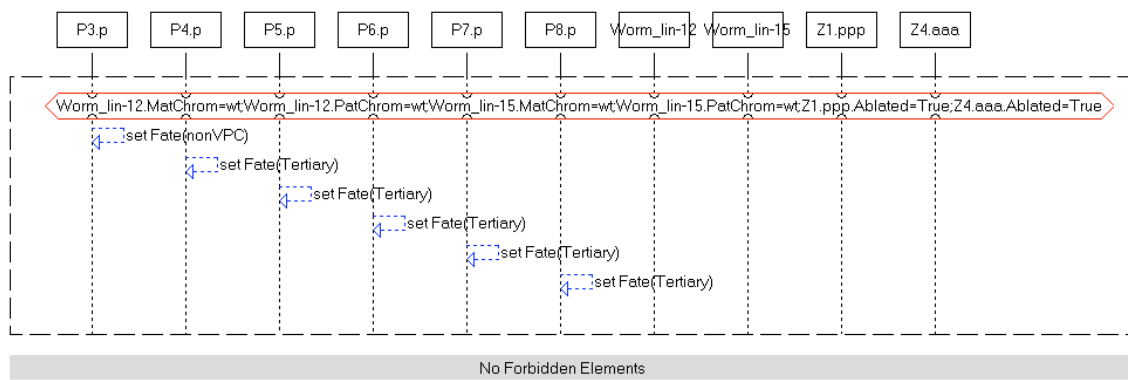 P3.p P4.p P5.p P6.p P7.p P8.p Worm_lin-12 Worm_lin-15 Z1.ppp Z4.aaa
Worm_lin-12.MatChrom=wt;Worm_lin-12.PatChrom=wt;Worm_lin-15.MatChrom=wt;Worm_lin-15.PatChrom=wt;Z1.ppp.Ablated=True;Z4.aaa.Ablated=True
set Fate(nonVPC)
set Fate(Tertiary)
set Fate(Tertiary)
set Fate(Tertiary)
set Fate(Tertiary)
set Fate(Tertiary)
No Forbidden Elements